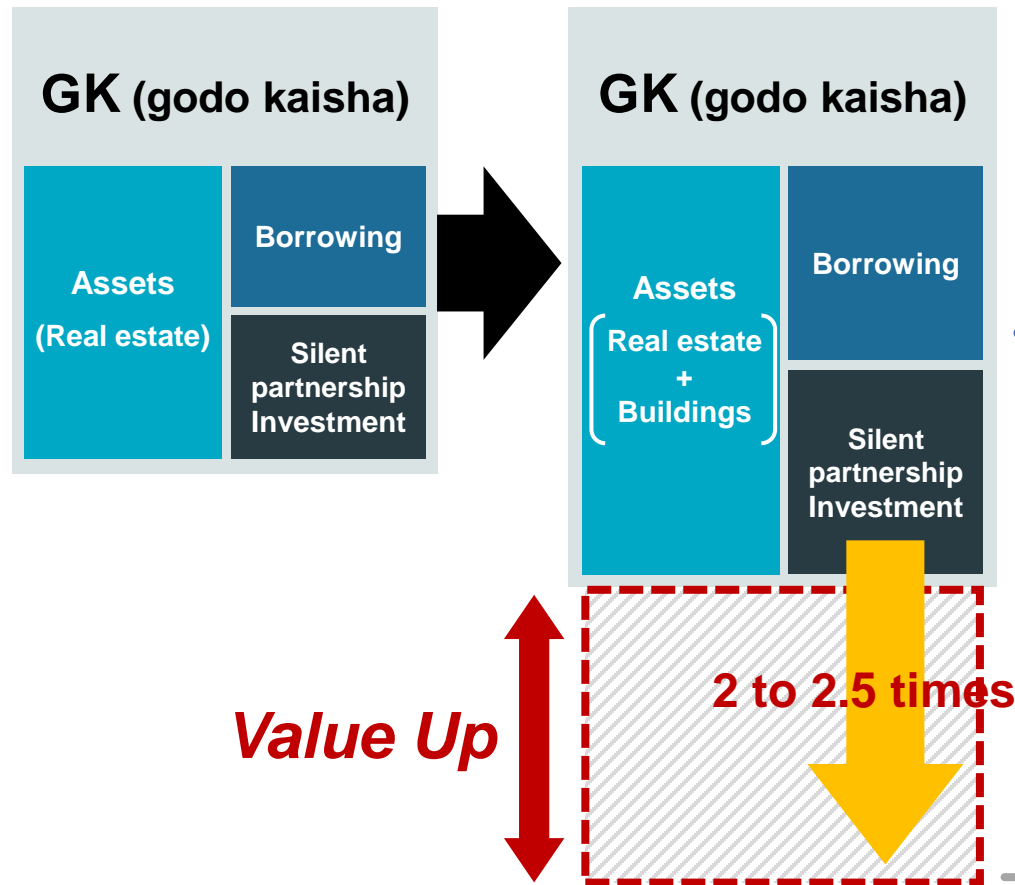 GK (godo kaisha)
Assets
(Real estate)
Borrowing
Silent
partnership
Investment
GK (godo kaisha)
Assets
Real estate
+
Buildings
Borrowing
Silent
partnership
Investment
Value Up
2 to 2.5 times